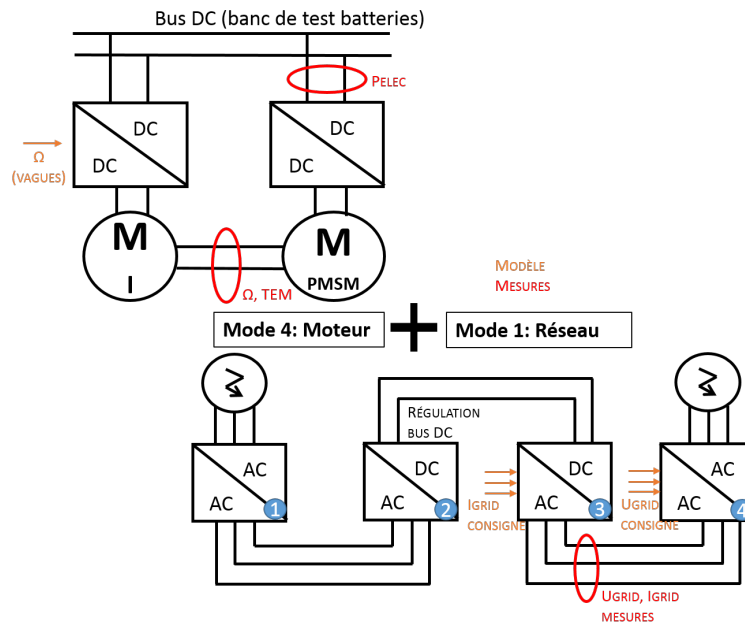 Bus DC (banc de test batteries)
PELEC
DC
DC
DC
DC
Ω
(VAGUES)
M
I
M
PMSM
Ω, TEM
MODÈLE
MESURES
Mode 4: Moteur
Mode 1: Réseau
RÉGULATION
BUS DC
AC
AC
1
DC
AC
2
DC
AC
3
AC
AC
4
IGRID
CONSIGNE
UGRID
CONSIGNE
UGRID, IGRID
MESURES